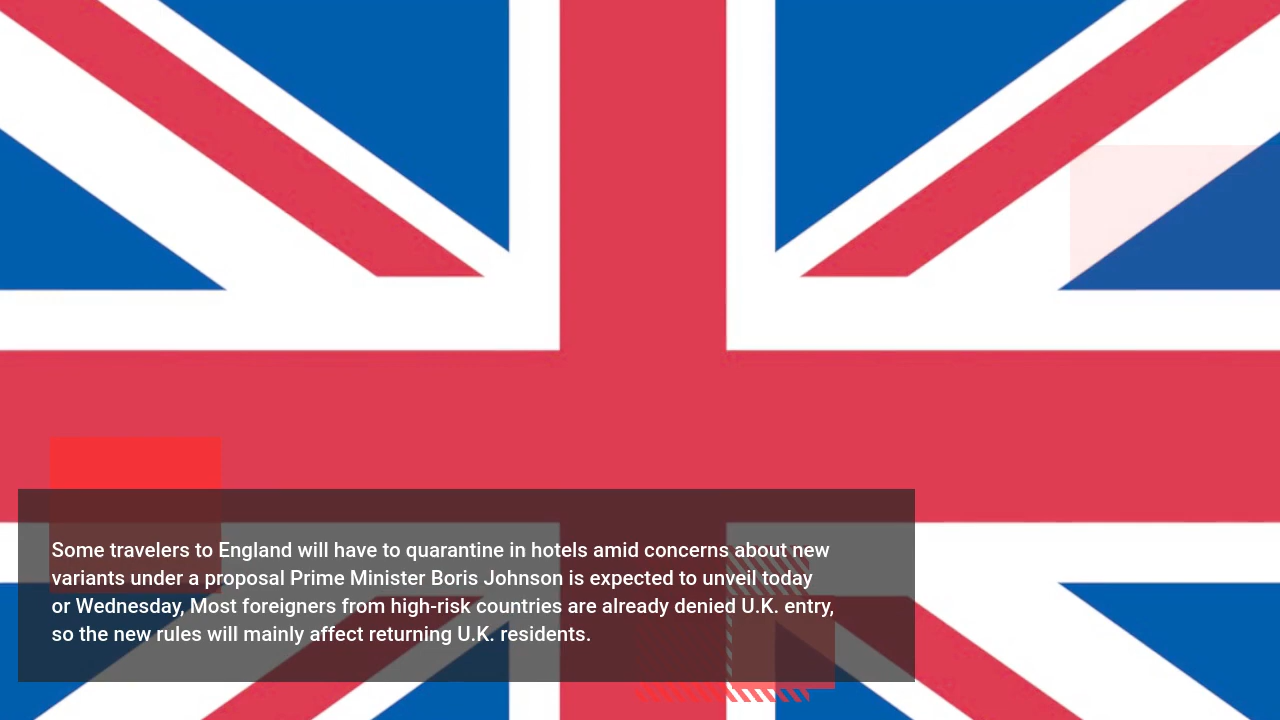 Some travelers to England will have to quarantine in hotels amid concerns about new
variants under a proposal Prime Minister Boris Johnson is expected to unveil today
or Wednesday, Most foreigners from high-risk countries are already denied U.K. entry,
so the new rules will mainly affect returning U.K. residents.